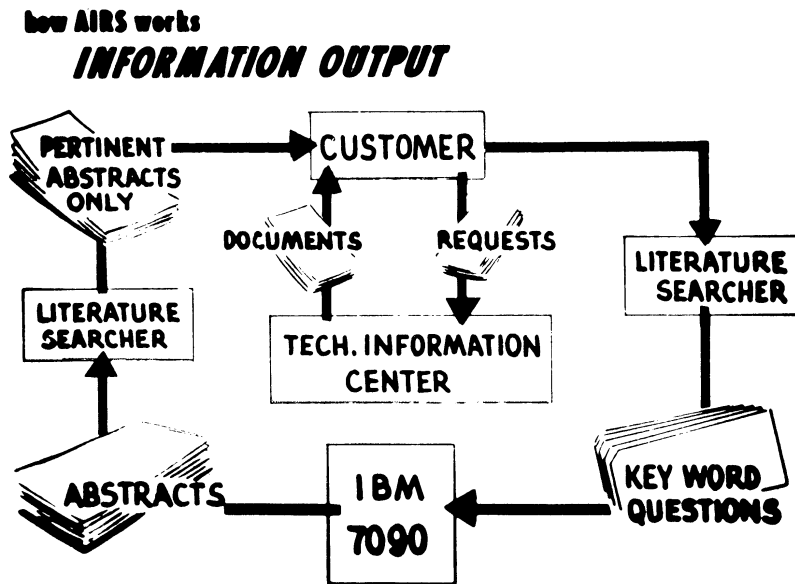 how AIRS works
INFORMATION OUTPUT
PERTINENT
ABSTRACTS
ONLY
CUSTOMER
DOCUMENTS
REQUESTS
LITERATURE
SEARCHER
LITERATURE
SEARCHER
TECH. INFORMATION
CENTER
ABSTRACTS
IBM
7090
KEY WORD
QUESTIONS